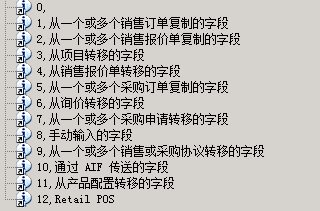 0,
1,从一个或多个销售订单复制的字段
2,从一个或多个销售报价单复制的字段
3,从项目转移的字段
4,从销售报价单转移的字段
5,从一个或多个采购订单复制的字段
6,从询价转移的字段
7,从一个或多个采购申请转移的字段
8,手动输入的字段
9,从一个或多个销售或采购协议转移的字段
10,通过 AIF 传送的字段
11,从产品配置转移的字段
12,Retail POS